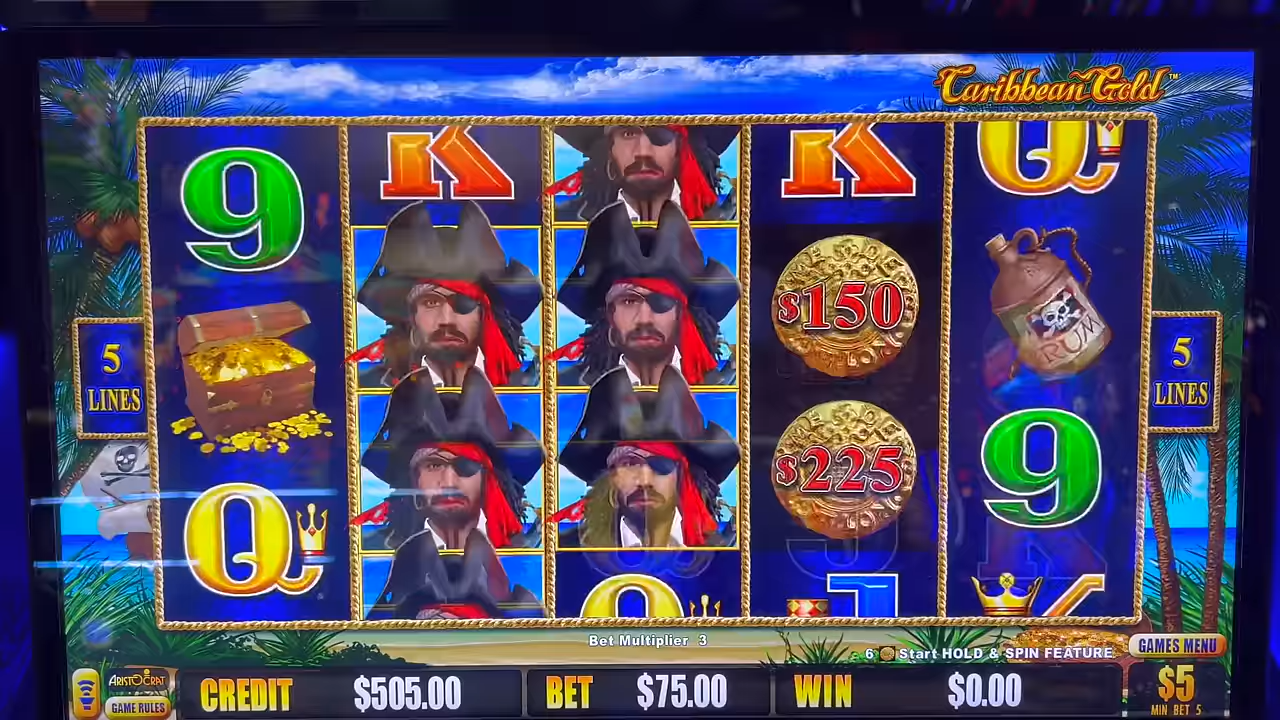 Caribbean Gold™
K
K
Q
9
$150
RUM
5
LINES
5
LINES
$225
9
Q
Q
J
K
Bet Multiplier 3
6 Start HOLD & SPIN FEATURE
GAMES MENU
ARISTOCRAT
GAME RULES
CREDIT $505.00
BET $75.00
WIN $0.00
$5
MIN BET 5